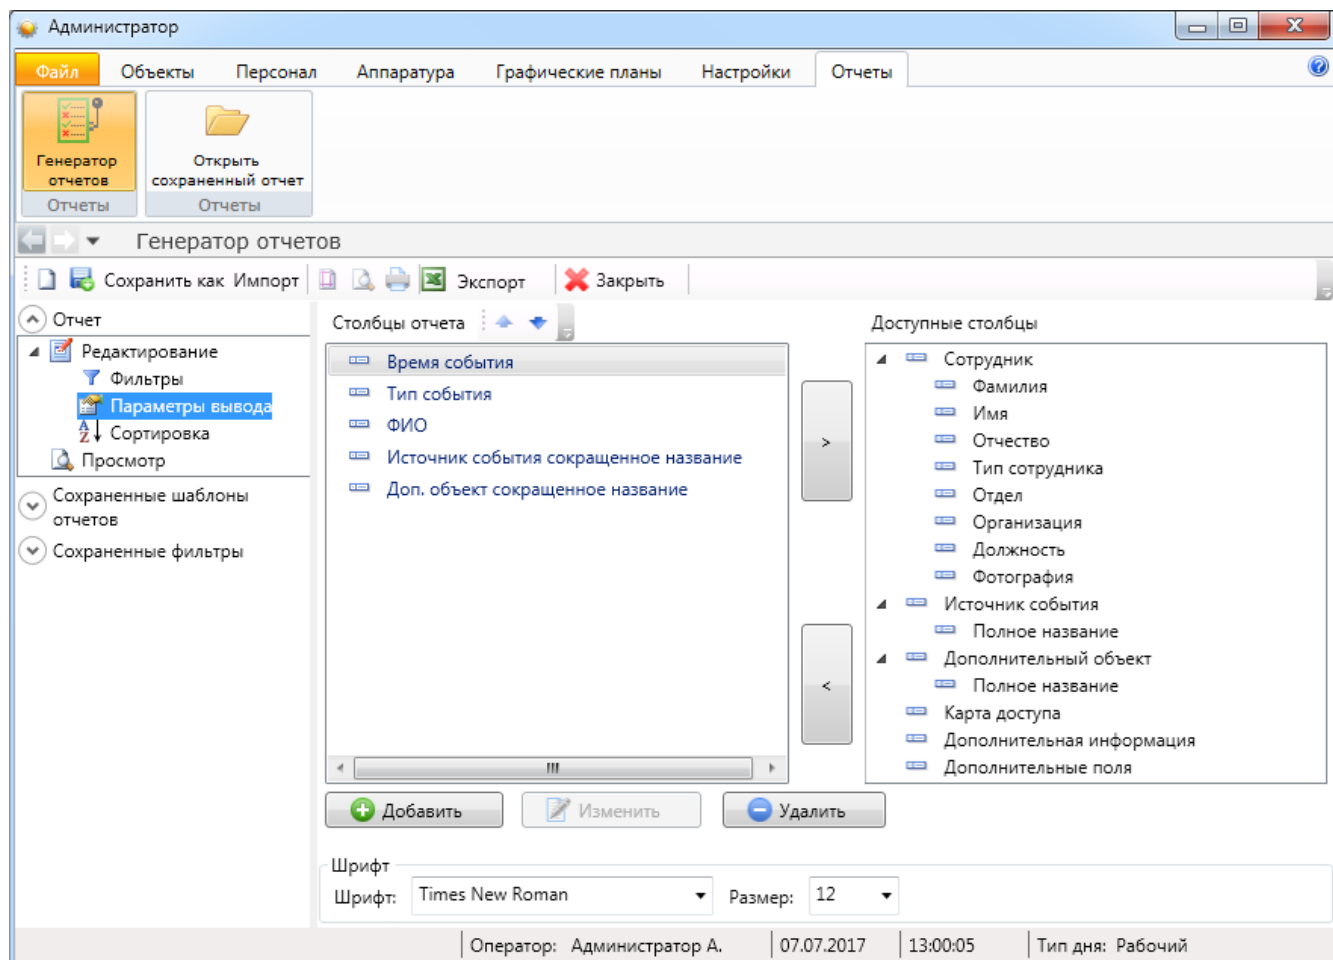 Администратор
Файл Объекты Персонал Аппаратура Графические планы Настройки Отчеты
Генератор отчетов
Открыть сохраненный отчет
Отчеты Отчеты
Генератор отчетов
Сохранить как Импорт Экспорт Закрыть
Отчет
Редактирование
Фильтры
Параметры вывода
Сортировка
Просмотр
Сохраненные шаблоны
отчетов
Сохраненные фильтры
Столбцы отчета
Время события
Тип события
ФИО
Источник события сокращенное название
Доп. объект сокращенное название
>
<
Доступные столбцы
Сотрудник
Фамилия
Имя
Отчество
Тип сотрудника
Отдел
Организация
Должность
Фотография
Источник события
Полное название
Дополнительный объект
Полное название
Карта доступа
Дополнительная информация
Дополнительные поля
Добавить Изменить Удалить
Шрифт
Шрифт: Times New Roman Размер: 12
Оператор: Администратор А. 07.07.2017 13:00:05 Тип дня: Рабочий